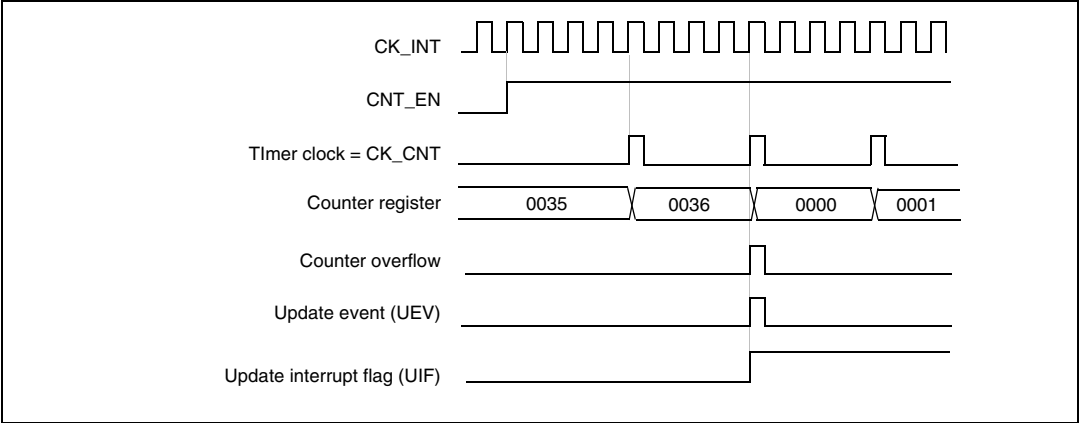 CK_INT
CNT_EN
TImer clock = CK_CNT
Counter register 0035 0036 0000 0001
Counter overflow
Update event (UEV)
Update interrupt flag (UIF)